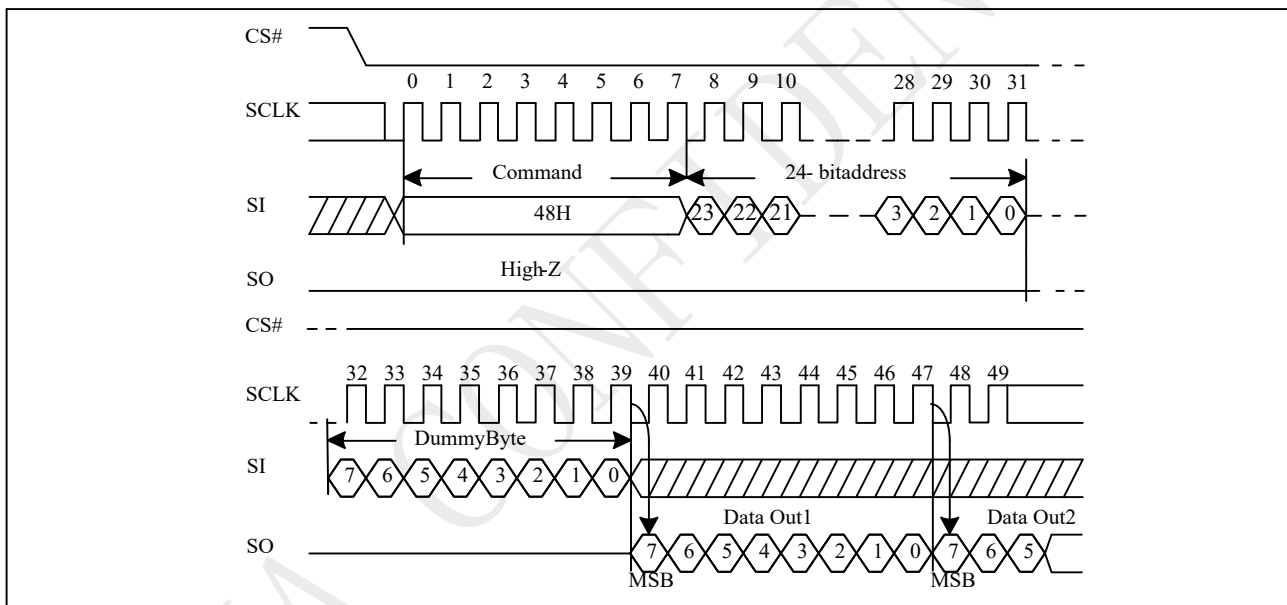 CS#
0 1 2 3 4 5 6 7 8 9 10 28 29 30 31
SCLK
Command 24- bitaddress
SI 48H 23 22 21 3 2 1 0
High-Z
SO
CS#
32 33 34 35 36 37 38 39 40 41 42 43 44 45 46 47 48 49
SCLK
DummyByte
SI 7 6 5 4 3 2 1 0
Data Out1 Data Out2
SO 7 6 5 4 3 2 1 0 7 6 5
MSB MSB